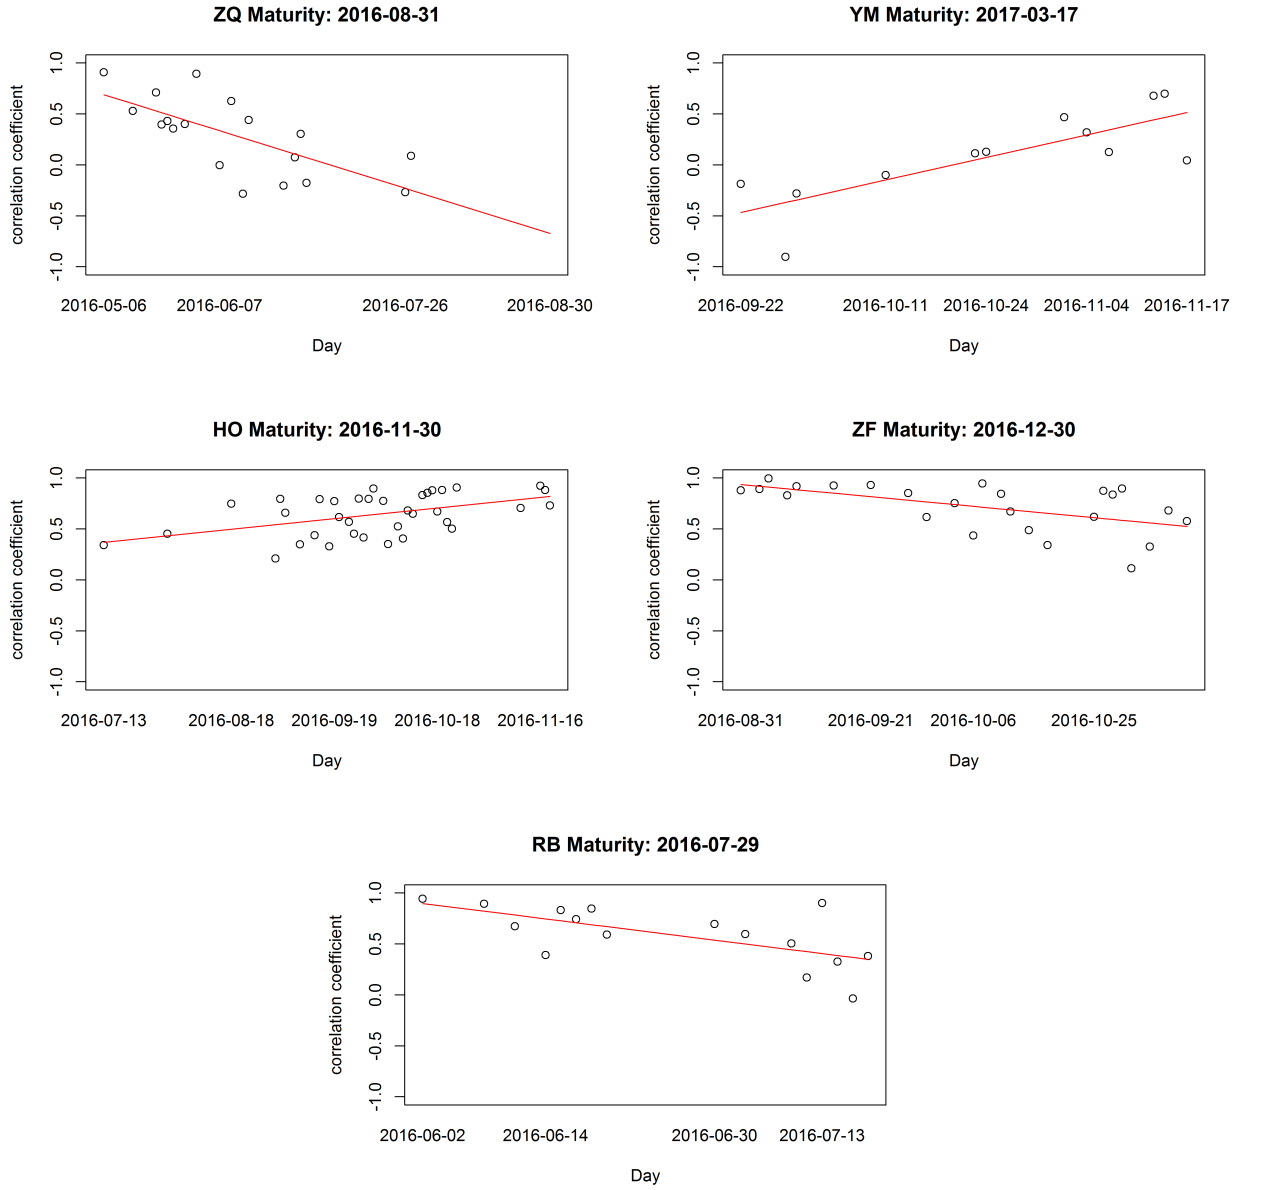 ZQ Maturity: 2016-08-31
correlation coefficient
1.0
0.5
0.0
-0.5
-1.0
2016-05-06 2016-06-07 2016-07-26 2016-08-30
Day
YM Maturity: 2017-03-17
correlation coefficient
1.0
0.5
0.0
-0.5
-1.0
2016-09-22 2016-10-11 2016-10-24 2016-11-04 2016-11-17
Day
HO Maturity: 2016-11-30
correlation coefficient
1.0
0.5
0.0
-0.5
-1.0
2016-07-13 2016-08-18 2016-09-19 2016-10-18 2016-11-16
Day
ZF Maturity: 2016-12-30
correlation coefficient
1.0
0.5
0.0
-0.5
-1.0
2016-08-31 2016-09-21 2016-10-06 2016-10-25
Day
RB Maturity: 2016-07-29
correlation coefficient
1.0
0.5
0.0
-0.5
-1.0
2016-06-02 2016-06-14 2016-06-30 2016-07-13
Day